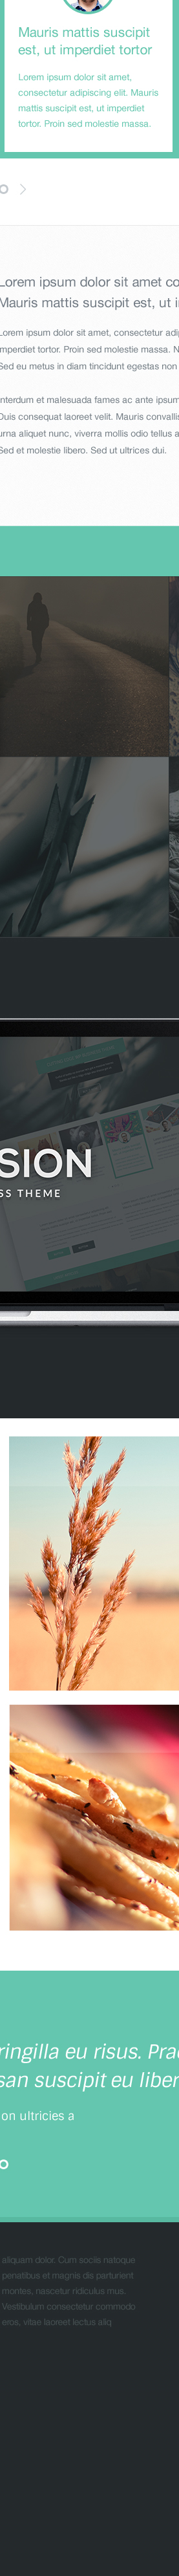 Mauris mattis suscipit
est, ut imperdiet tortor
Lorem ipsum dolor sit amet,
consectetur adipiscing elit. Mauris
mattis suscipit est, ut imperdiet
tortor. Proin sed molestie massa.
Lorem ipsum dolor sit amet co
Mauris mattis suscipit est, ut i
Lorem ipsum dolor sit amet, consectetur adi
imperdiet tortor. Proin sed molestie massa. N
Sed eu metus in diam tincidunt egestas non
Interdum et malesuada fames ac ante ipsum
Duis consequat laoreet velit. Mauris convallis
urna aliquet nunc, viverra mollis odio tellus a
Sed et molestie libero. Sed ut ultrices dui.
SION
SS THEME
ringilla eu risus. Prae
san suscipit eu liber
on ultricies a
aliquam dolor. Cum sociis natoque
penatibus et magnis dis parturient
montes, nascetur ridiculus mus.
Vestibulum consectetur commodo
eros, vitae laoreet lectus aliq